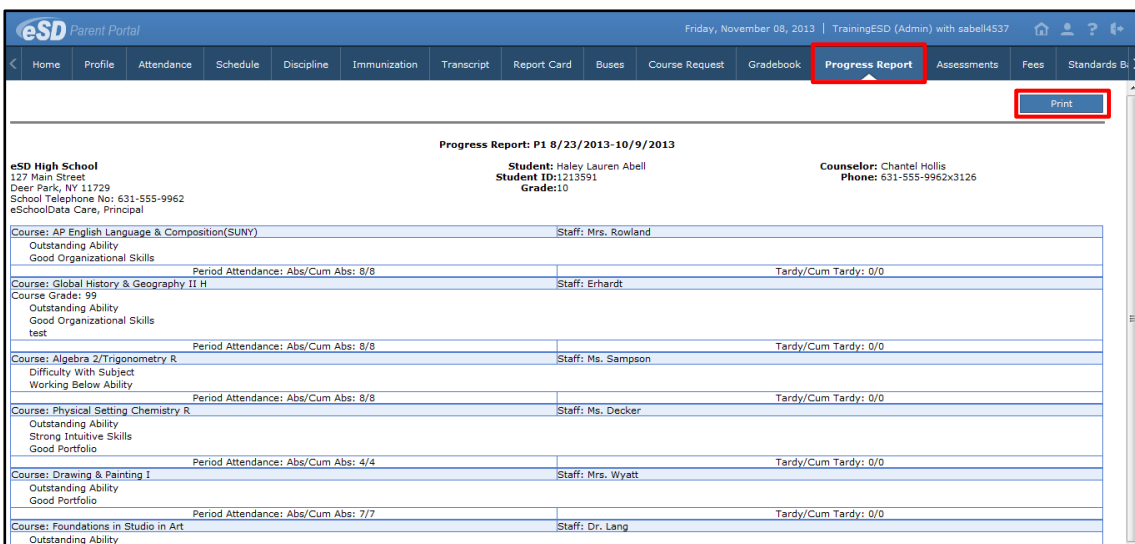 eSD Parent Portal
Friday, November 08, 2013 | TrainingESD (Admin) with sabell4537
Home Profile Attendance Schedule Discipline Immunization Transcript Report Card Buses Course Request Gradebook Progress Report Assessments Fees Standards Ba
Print
Progress Report: P1 8/23/2013-10/9/2013
eSD High School Student: Haley Lauren Abell Counselor: Chantel Hollis
127 Main Street Student ID:1213591 Phone: 631-555-9962x3126
Deer Park, NY 11729 Grade:10
School Telephone No: 631-555-9962
eSchoolData Care, Principal
Course: AP English Language & Composition(SUNY) Staff: Mrs. Rowland
Outstanding Ability
Good Organizational Skills
Period Attendance: Abs/Cum Abs: 8/8 Tardy/Cum Tardy: 0/0
Course: Global History & Geography II H Staff: Erhardt
Course Grade: 99
Outstanding Ability
Good Organizational Skills
test
Period Attendance: Abs/Cum Abs: 8/8 Tardy/Cum Tardy: 0/0
Course: Algebra 2/Trigonometry R Staff: Ms. Sampson
Difficulty With Subject
Working Below Ability
Period Attendance: Abs/Cum Abs: 8/8 Tardy/Cum Tardy: 0/0
Course: Physical Setting Chemistry R Staff: Ms. Decker
Outstanding Ability
Strong Intuitive Skills
Good Portfolio
Period Attendance: Abs/Cum Abs: 4/4 Tardy/Cum Tardy: 0/0
Course: Drawing & Painting I Staff: Mrs. Wyatt
Outstanding Ability
Good Portfolio
Period Attendance: Abs/Cum Abs: 7/7 Tardy/Cum Tardy: 0/0
Course: Foundations in Studio in Art Staff: Dr. Lang
Outstanding Ability